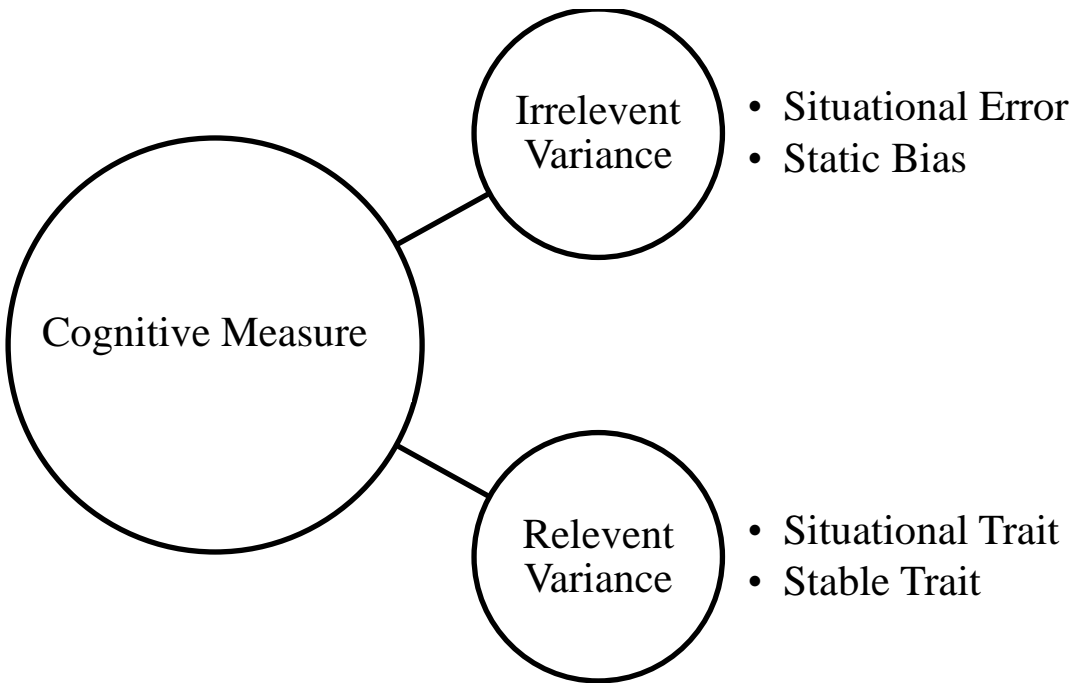 Irrelevent
Variance
• Situational Error
• Static Bias
Cognitive Measure
Relevent
Variance
• Situational Trait
• Stable Trait